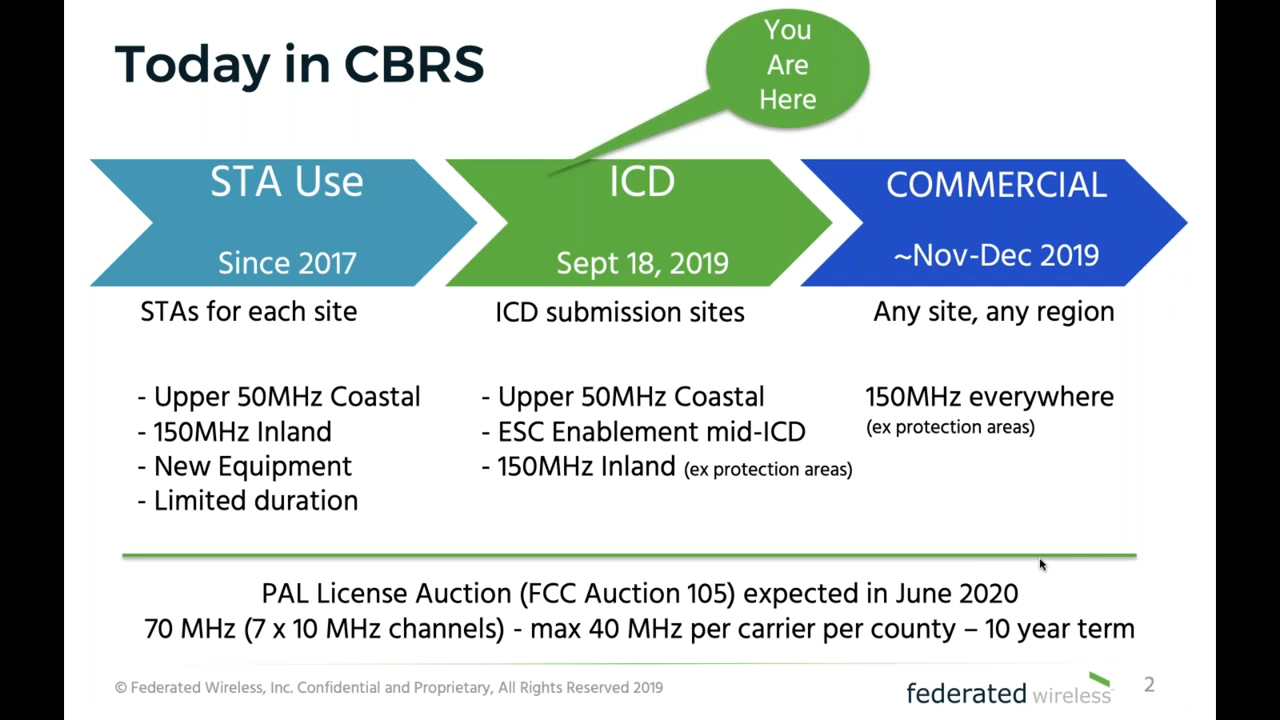 Today in CBRS
You
Are
Here
STA Use
Since 2017
ICD
Sept 18, 2019
COMMERCIAL
~Nov-Dec 2019
STAs for each site
- Upper 50MHz Coastal
- 150MHz Inland
- New Equipment
- Limited duration
ICD submission sites
- Upper 50MHz Coastal
- ESC Enablement mid-ICD
- 150MHz Inland (ex protection areas)
Any site, any region
150MHz everywhere
(ex protection areas)
PAL License Auction (FCC Auction 105) expected in June 2020
70 MHz (7 x 10 MHz channels) - max 40 MHz per carrier per county – 10 year term
© Federated Wireless, Inc. Confidential and Proprietary, All Rights Reserved 2019
federated wireless
2